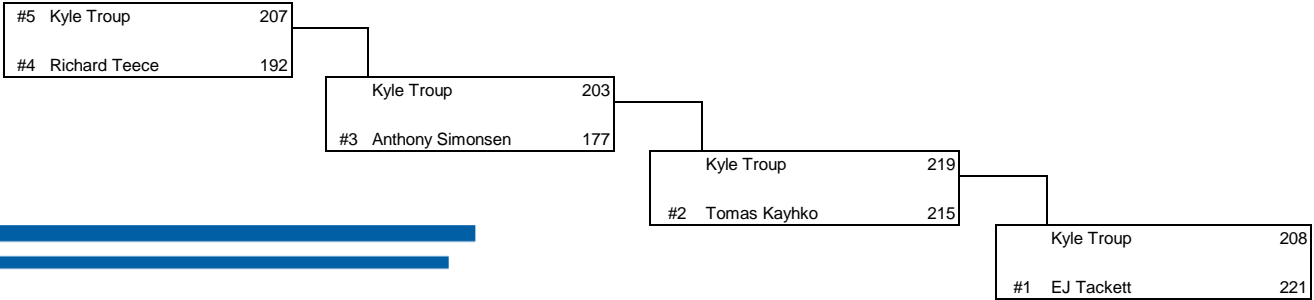 #5 Kyle Troup 207
#4 Richard Teece 192
Kyle Troup 203
#3 Anthony Simonsen 177
Kyle Troup 219
#2 Tomas Kayhko 215
Kyle Troup 208
#1 EJ Tackett 221